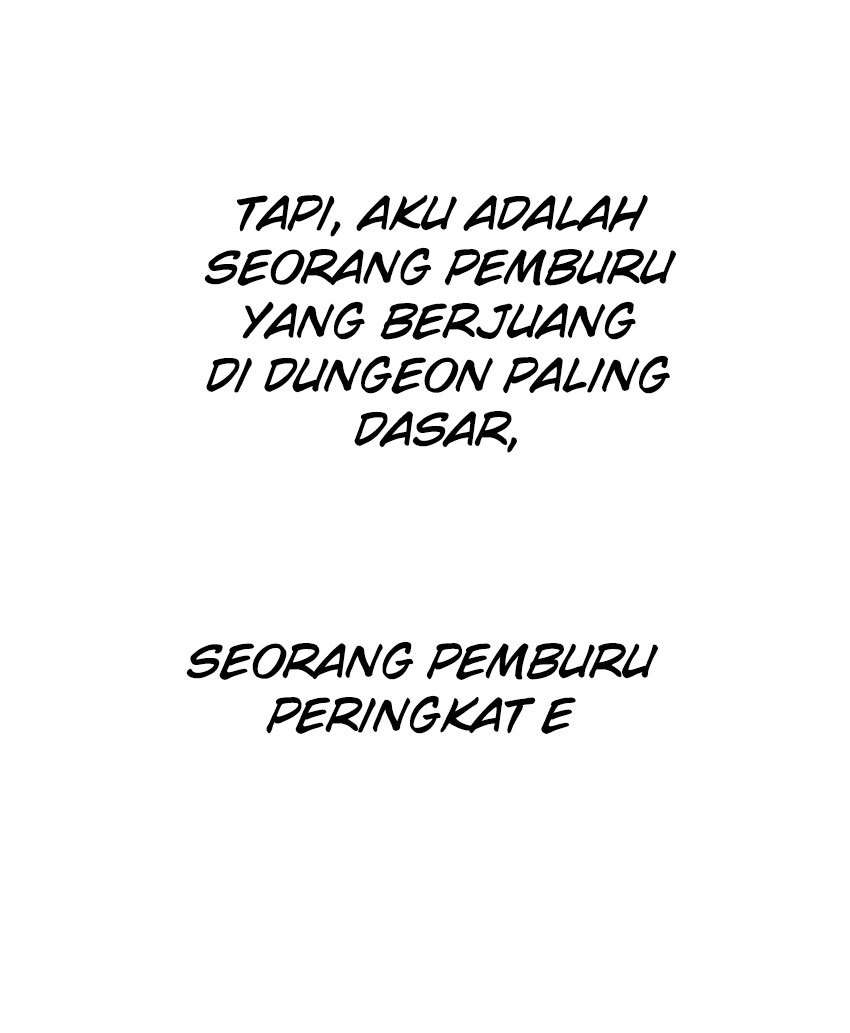 TAPI, AKU ADALAH
SEORANG PEMBURU
YANG BERJUANG
DI DUNGEON PALING
DASAR,
SEORANG PEMBURU
PERINGKAT E